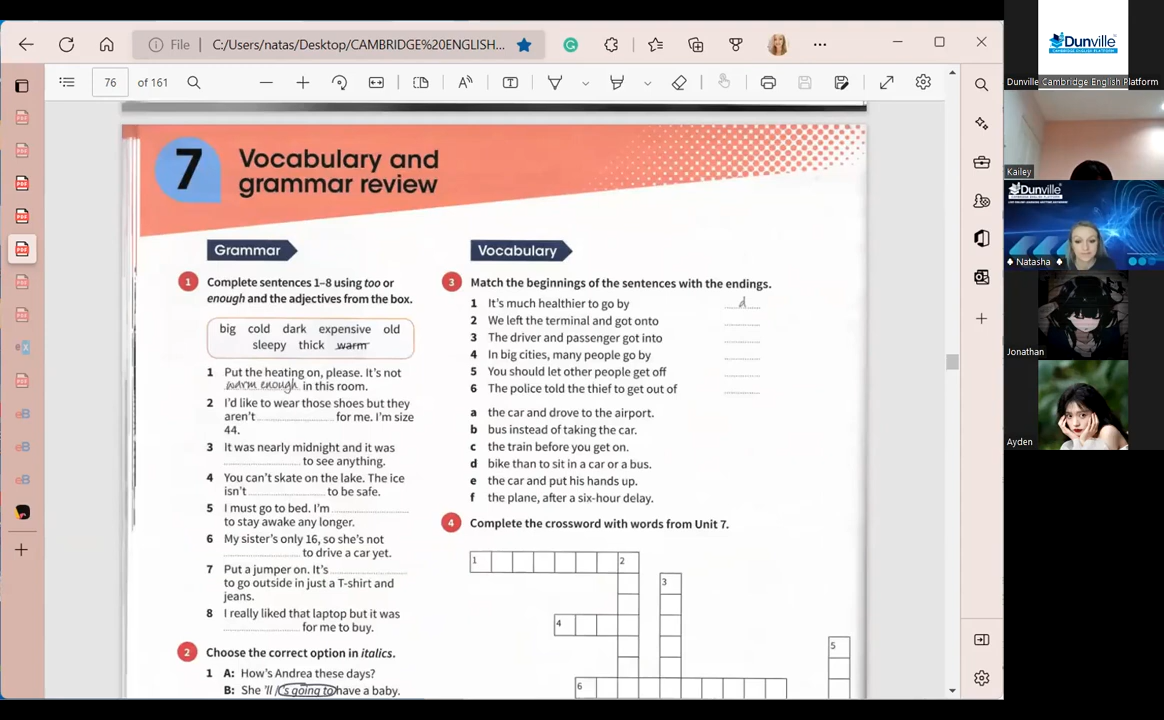 File
C:/Users/natas/Desktop/CAMBRIDGE%20ENGLISH...
76
of 161
7
Vocabulary and
grammar review
Grammar
1 Complete sentences 1–8 using too or
enough and the adjectives from the box.
big cold dark expensive old
sleepy thick warm
1 Put the heating on, please. It's not
warm enough in this room.
2 I'd like to wear those shoes but they
aren't for me. I'm size
44.
3 It was nearly midnight and it was
to see anything.
4 You can't skate on the lake. The ice
isn't to be safe.
5 I must go to bed. I'm
to stay awake any longer.
6 My sister's only 16, so she's not
to drive a car yet.
7 Put a jumper on. It's
to go outside in just a T-shirt and
jeans.
8 I really liked that laptop but it was
for me to buy.
2 Choose the correct option in italics.
1 A: How's Andrea these days?
B: She 'll / 's going to have a baby.
Vocabulary
3 Match the beginnings of the sentences with the endings.
1 It's much healthier to go by d
2 We left the terminal and got onto
3 The driver and passenger got into
4 In big cities, many people go by
5 You should let other people get off
6 The police told the thief to get out of
a the car and drove to the airport.
b bus instead of taking the car.
c the train before you get on.
d bike than to sit in a car or a bus.
e the car and put his hands up.
f the plane, after a six-hour delay.
4 Complete the crossword with words from Unit 7.
1
2
3
4
5
6
Dunville
Dunville Cambridge English Platform
Kailey
Dunville
Natasha
Jonathan
Ayden